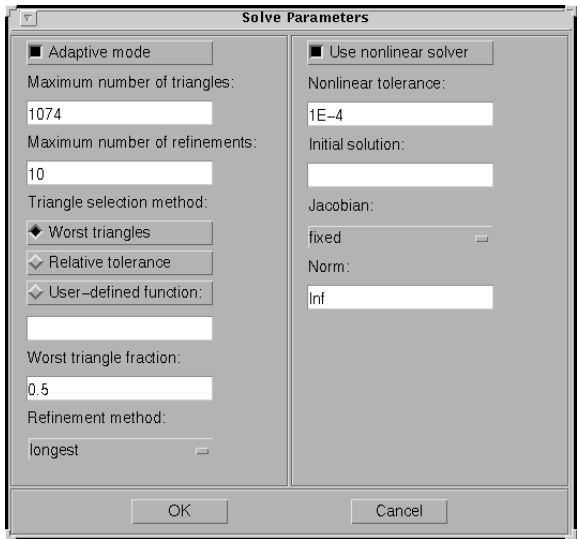 Solve Parameters
Adaptive mode
Maximum number of triangles:
1074
Maximum number of refinements:
10
Triangle selection method:
Worst triangles
Relative tolerance
User-defined function:
Worst triangle fraction:
0.5
Refinement method:
longest
Use nonlinear solver
Nonlinear tolerance:
1E-4
Initial solution:
Jacobian:
fixed
Norm:
Inf
OK
Cancel